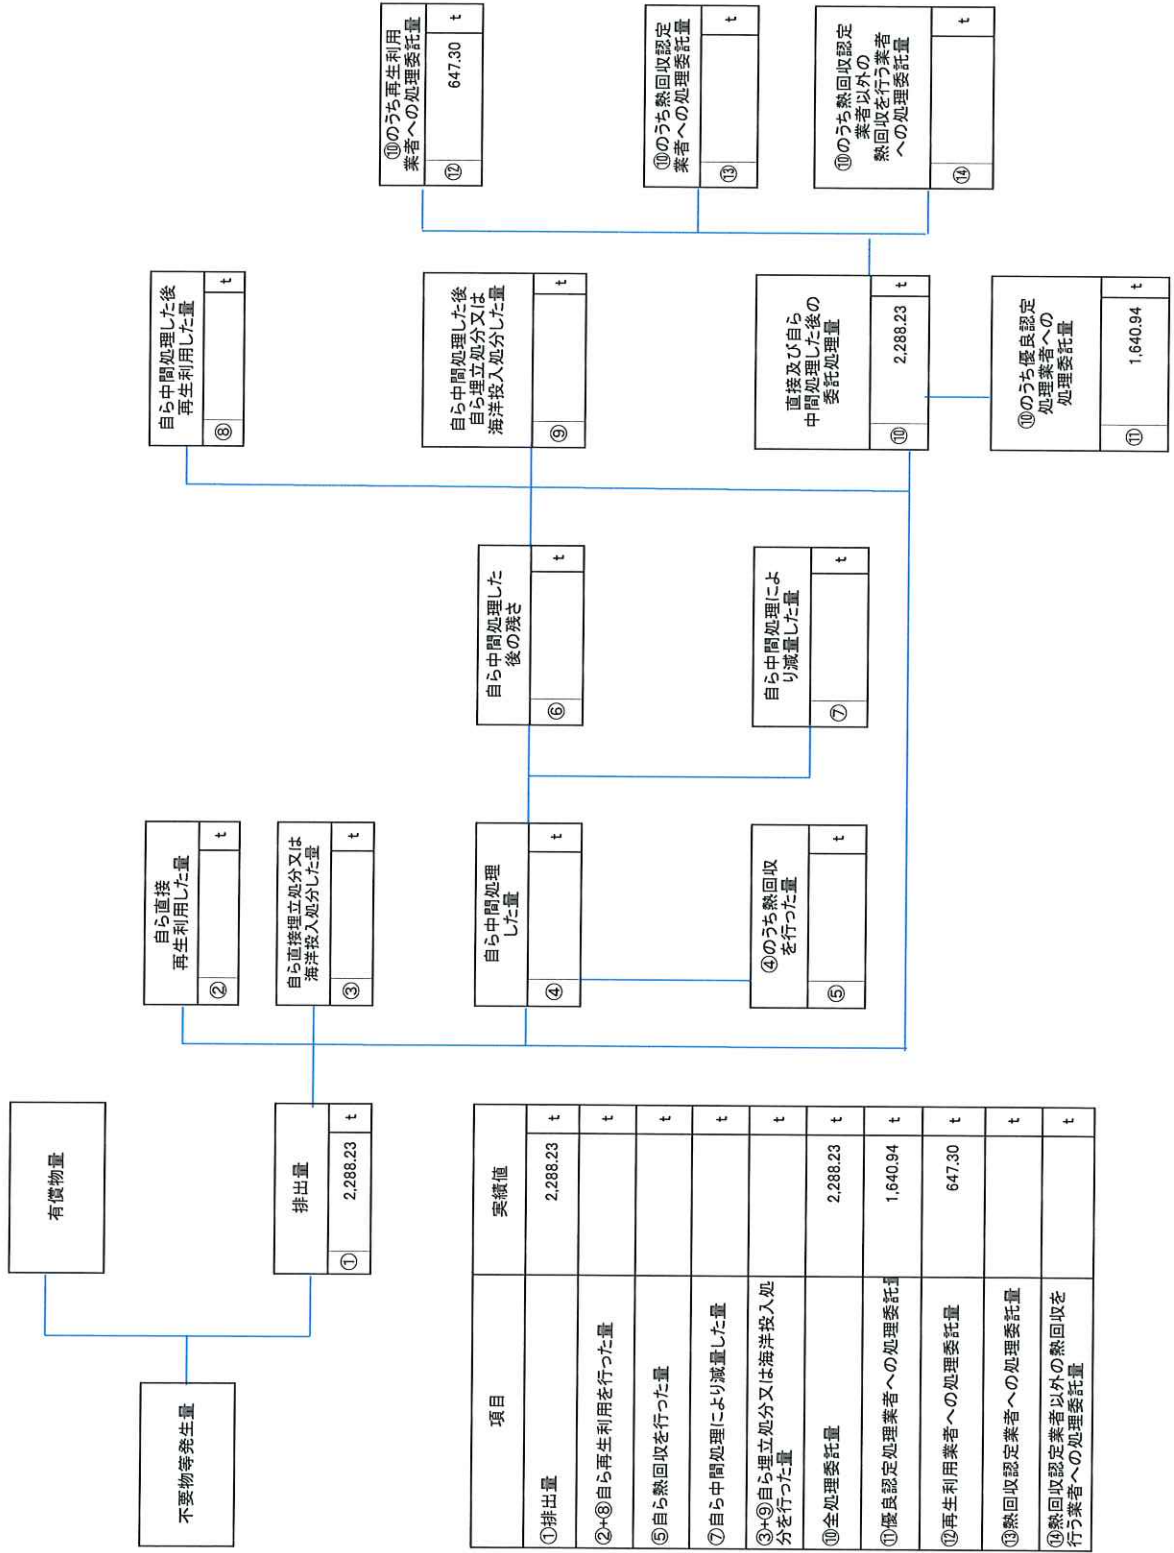 不要物等発生量
有償物量
排出量
① 2,288.23 t
自ら直接
再生利用した量
② t
自ら直接埋立処分又は
海洋投入処分した量
③ t
自ら中間処理
した量
④ t
④のうち熱回収
を行った量
⑤ t
自ら中間処理した
後の残さ
⑥ t
自ら中間処理によ
り減量した量
⑦ t
自ら中間処理した後
再生利用した量
⑧ t
自ら中間処理した後
自ら埋立処分又は
海洋投入処分した量
⑨ t
直接及び自ら
中間処理した後の
委託処理量
⑩ 2,288.23 t
⑩のうち優良認定
処理業者への
処理委託量
⑪ 1,640.94 t
⑩のうち再生利用
業者への処理委託量
⑫ 647.30 t
⑩のうち熱回収認定
業者への処理委託量
⑬ t
⑩のうち熱回収認定
業者以外の
熱回収を行う業者
への処理委託量
⑭ t
項目 実績値
①排出量 2,288.23 t
②+⑧自ら再生利用を行った量 t
⑤自ら熱回収を行った量 t
⑦自ら中間処理により減量した量 t
③+⑨自ら埋立処分又は海洋投入処
分を行った量 t
⑩全処理委託量 2,288.23 t
⑪優良認定処理業者への処理委託量 1,640.94 t
⑫再生利用業者への処理委託量 647.30 t
⑬熱回収認定業者への処理委託量 t
⑭熱回収認定業者以外の熱回収を
行う業者への処理委託量 t